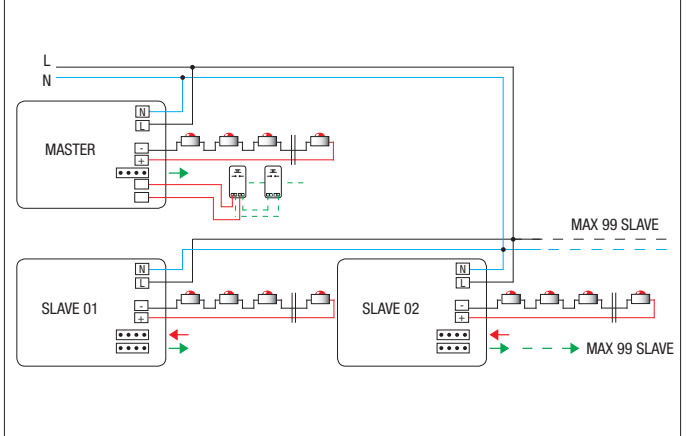 L
N
N
L
MASTER
-
+
MAX 99 SLAVE
N
L
SLAVE 01
-
+
N
L
SLAVE 02
-
+
MAX 99 SLAVE